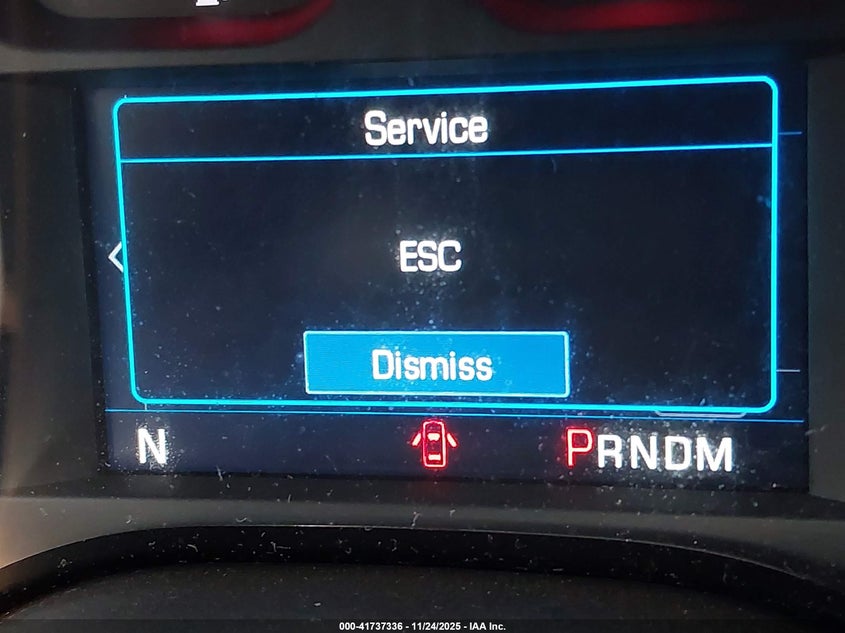 Service
ESC
Dismiss
N PRNDM
000-41737336 - 11/24/2025 - IAA Inc.